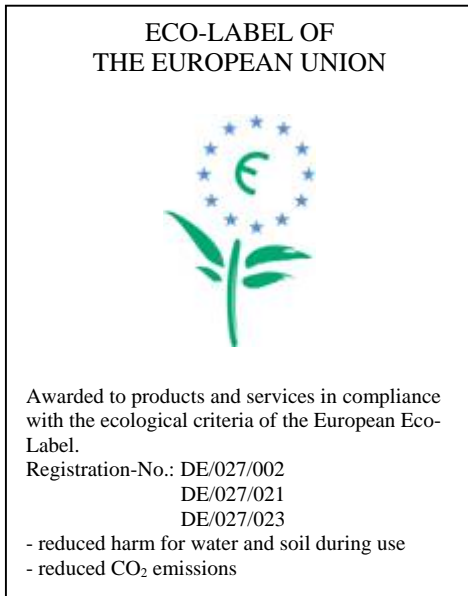 ECO-LABEL OF
THE EUROPEAN UNION
Awarded to products and services in compliance
with the ecological criteria of the European Eco-
Label.
Registration-No.: DE/027/002
DE/027/021
DE/027/023
- reduced harm for water and soil during use
- reduced CO₂ emissions